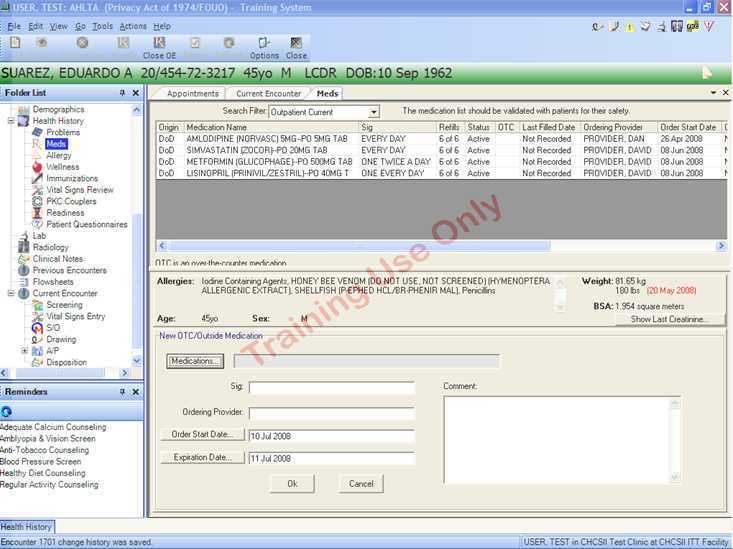 USER, TEST: AHLTA (Privacy Act of 1974/FOUO) - Training System
File Edit View Go Tools Actions Help
Close OE Options Close
SUAREZ, EDUARDO A 20/454-72-3217 45yo M LCDR DOB:10 Sep 1962
Folder List
Demographics
Health History
Problems
Meds
Allergy
Wellness
Immunizations
Vital Signs Review
PKC Couplers
Readiness
Patient Questionnaires
Lab
Radiology
Clinical Notes
Previous Encounters
Flowsheets
Current Encounter
Screening
Vital Signs Entry
S/O
Drawing
A/P
Disposition
Reminders
Adequate Calcium Counseling
Amblyopia & Vision Screen
Anti-Tobacco Counseling
Blood Pressure Screen
Healthy Diet Counseling
Regular Activity Counseling
Health History
Appointments Current Encounter Meds
Search Filter: Outpatient Current The medication list should be validated with patients for their safety.
Origin Medication Name Sig Refills Status OTC Last Filled Date Ordering Provider Order Start Date
DoD AMLODIPINE (NORVASC) 5MG--PO 5MG TAB EVERY DAY 6 of 6 Active Not Recorded PROVIDER, DAN 26 Apr 2008
DoD SIMVASTATIN (ZOCOR)--PO 20MG TAB EVERY DAY 6 of 6 Active Not Recorded PROVIDER, DAVID 08 Jun 2008
DoD METFORMIN (GLUCOPHAGE)--PO 500MG TAB ONE TWICE A DAY 6 of 6 Active Not Recorded PROVIDER, DAVID 08 Jun 2008
DoD LISINOPRIL (PRINIVIL/ZESTRIL)--PO 40MG T ONE EVERY DAY 6 of 6 Active Not Recorded PROVIDER, DAVID 08 Jun 2008
OTC is an over-the-counter medication
Allergies: Iodine Containing Agents, HONEY BEE VENOM (DO NOT USE, NOT SCREENED) (HYMENOPTERA
ALLERGENIC EXTRACT), SHELLFISH (P-EPHED HCL/BR-PHENIR MAL), Penicillins
Weight: 81.65 kg
180 lbs (20 May 2008)
BSA: 1.954 square meters
Age: 45yo Sex: M
Show Last Creatinine...
Training Use Only
New OTC/Outside Medication
Medications...
Sig:
Comment:
Ordering Provider:
Order Start Date... 10 Jul 2008
Expiration Date... 11 Jul 2008
Ok Cancel
Encounter 1701 change history was saved.
USER, TEST in CHCSII Test Clinic at CHCSII ITT Facility